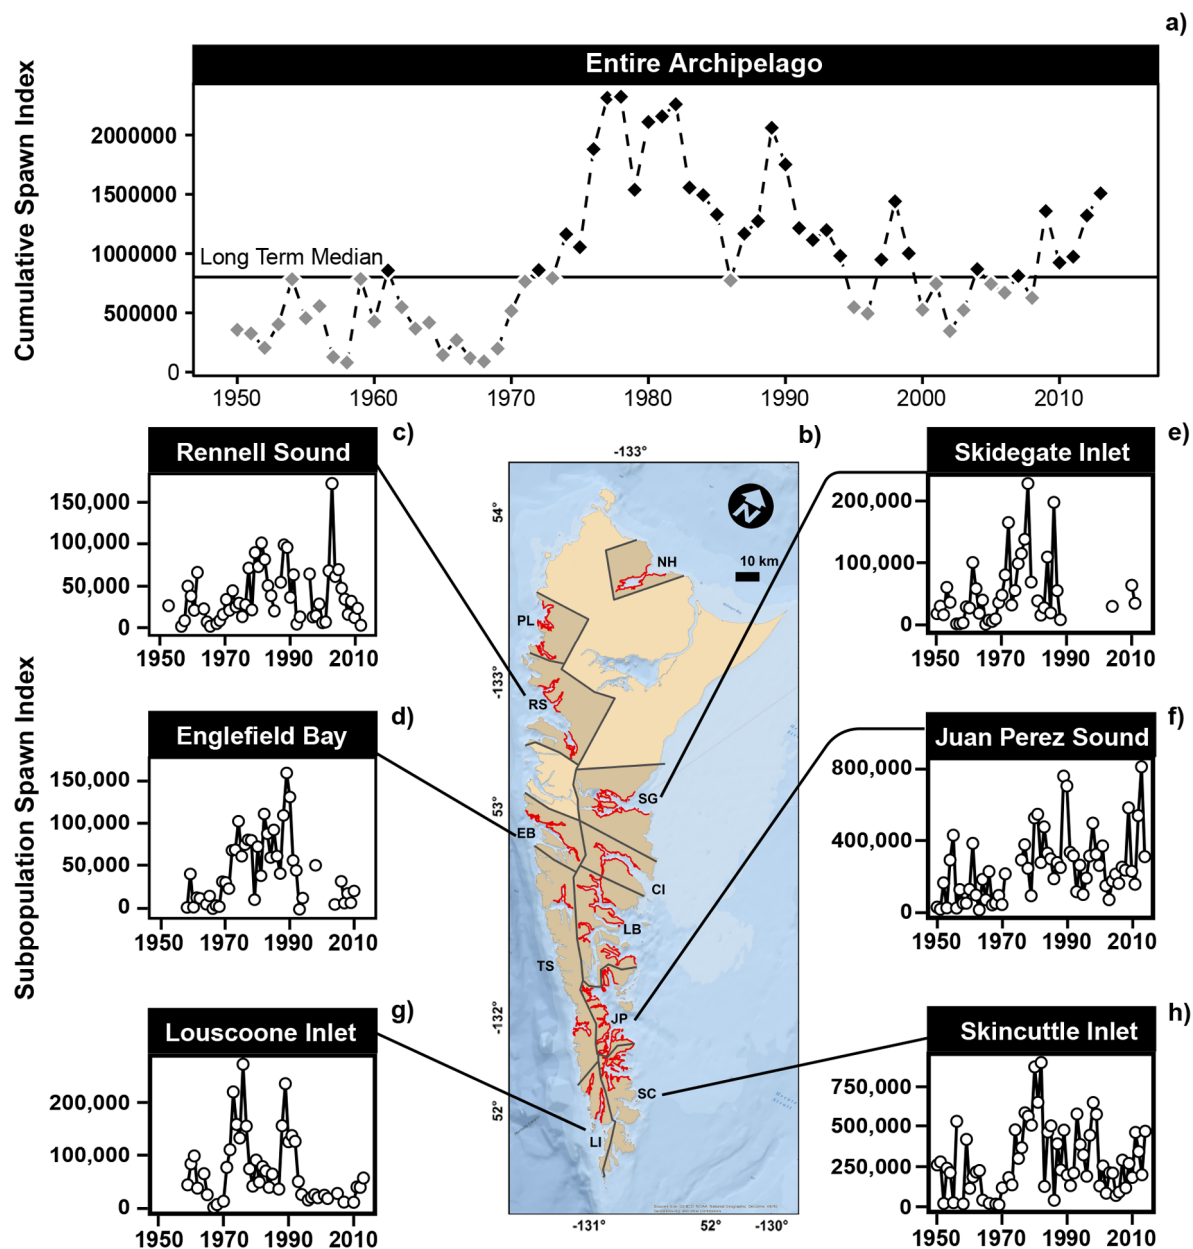 a)
Entire Archipelago
Cumulative Spawn Index
2000000
1500000
1000000
500000
0
Long Term Median
1950 1960 1970 1980 1990 2000 2010
c)
Rennell Sound
150,000
100,000
50,000
0
1950 1970 1990 2010
Subpopulation Spawn Index
d)
Englefield Bay
150,000
100,000
50,000
0
1950 1970 1990 2010
g)
Louscoone Inlet
200,000
100,000
0
1950 1970 1990 2010
b)
-133°
54°
-133°
53°
-132°
52°
N
10 km
NH
PL
RS
SG
EB
CI
LB
TS
JP
SC
LI
-131° 52° -130°
e)
Skidegate Inlet
200,000
100,000
0
1950 1970 1990 2010
f)
Juan Perez Sound
800,000
400,000
0
1950 1970 1990 2010
h)
Skincuttle Inlet
750,000
500,000
250,000
0
1950 1970 1990 2010